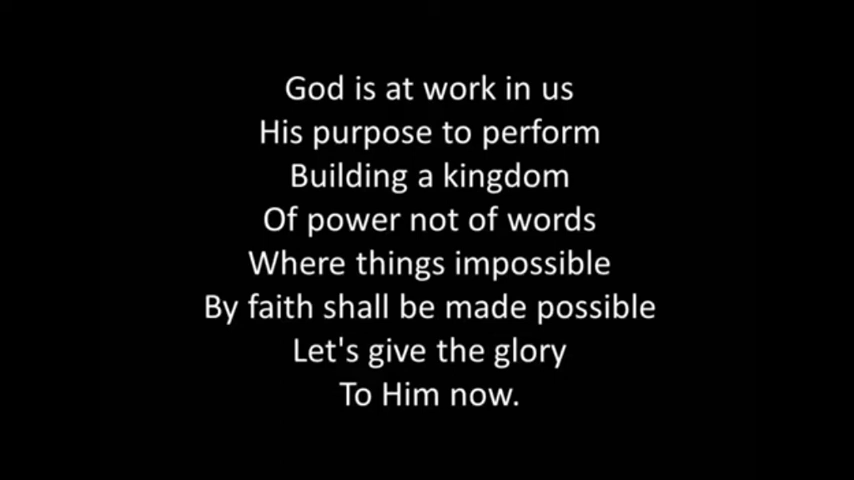 God is at work in us
His purpose to perform
Building a kingdom
Of power not of words
Where things impossible
By faith shall be made possible
Let's give the glory
To Him now.